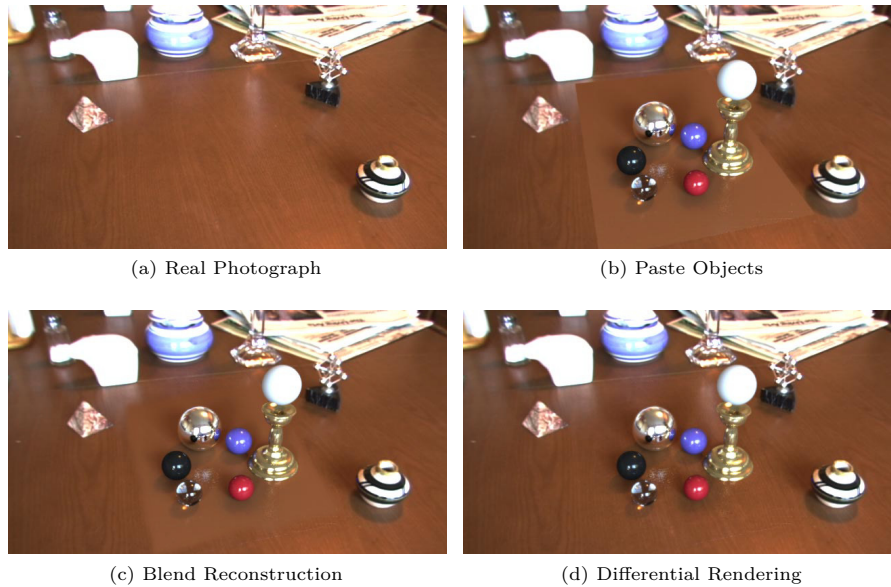 (a) Real Photograph
(b) Paste Objects
(c) Blend Reconstruction
(d) Differential Rendering